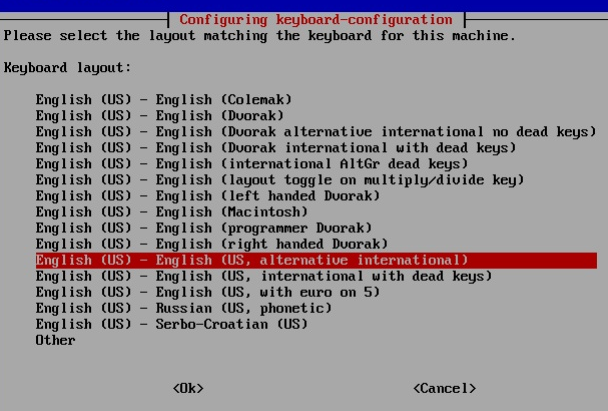 Configuring keyboard-configuration
Please select the layout matching the keyboard for this machine.
Keyboard layout:
English (US) - English (Colemak)
English (US) - English (Dvorak)
English (US) - English (Dvorak alternative international no dead keys)
English (US) - English (Dvorak international with dead keys)
English (US) - English (international AltGr dead keys)
English (US) - English (layout toggle on multiply/divide key)
English (US) - English (left handed Dvorak)
English (US) - English (Macintosh)
English (US) - English (programmer Dvorak)
English (US) - English (right handed Dvorak)
English (US) - English (US, alternative international)
English (US) - English (US, international with dead keys)
English (US) - English (US, with euro on 5)
English (US) - Russian (US, phonetic)
English (US) - Serbo-Croatian (US)
Other
<Ok> <Cancel>